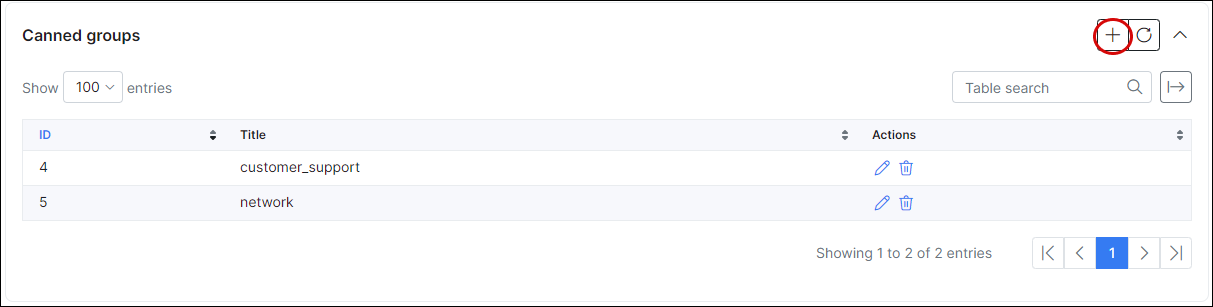 Canned groups
Show 100 entries
Table search
ID Title Actions
4 customer_support
5 network
Showing 1 to 2 of 2 entries 1